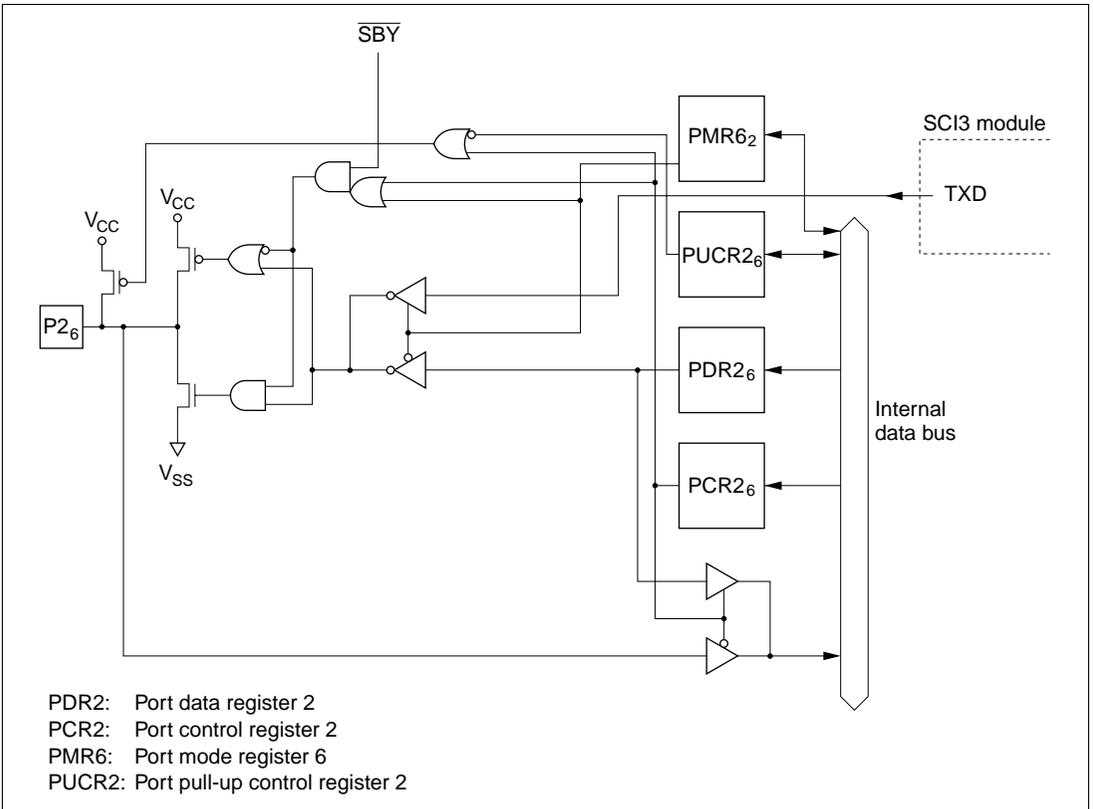 SBY
PMR6₂
SCI3 module
TXD
V_CC
V_CC
PUCR2₆
P2₆
PDR2₆
Internal
data bus
PCR2₆
V_SS
PDR2: Port data register 2
PCR2: Port control register 2
PMR6: Port mode register 6
PUCR2: Port pull-up control register 2